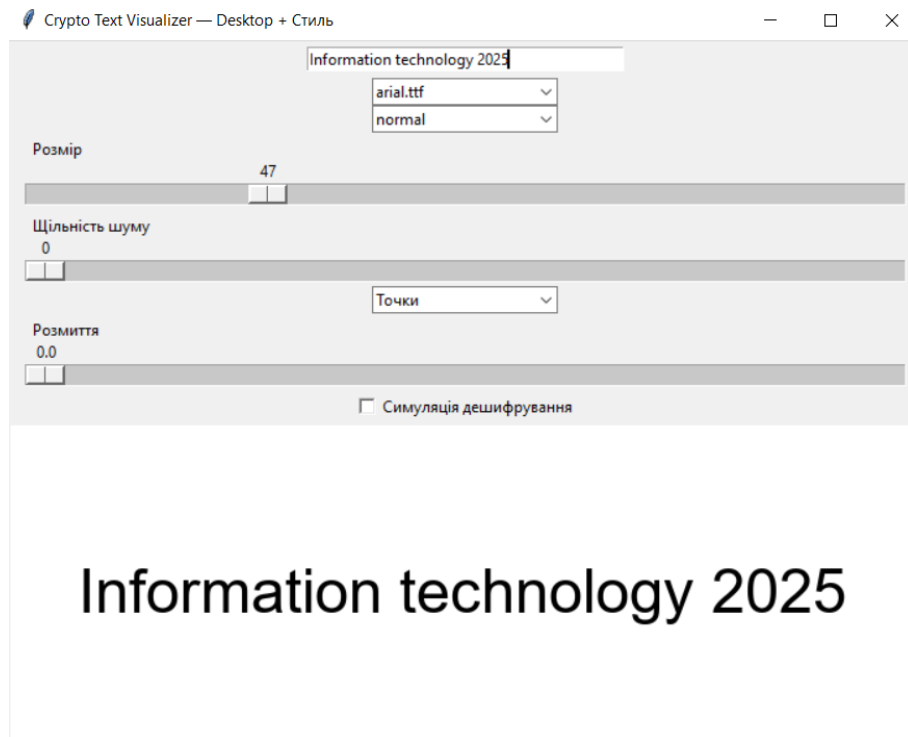 Crypto Text Visualizer — Desktop + Стиль
Information technology 2025
arial.ttf
normal
Розмір
47
Щільність шуму
0
Точки
Розмиття
0.0
Симуляція дешифрування
Information technology 2025